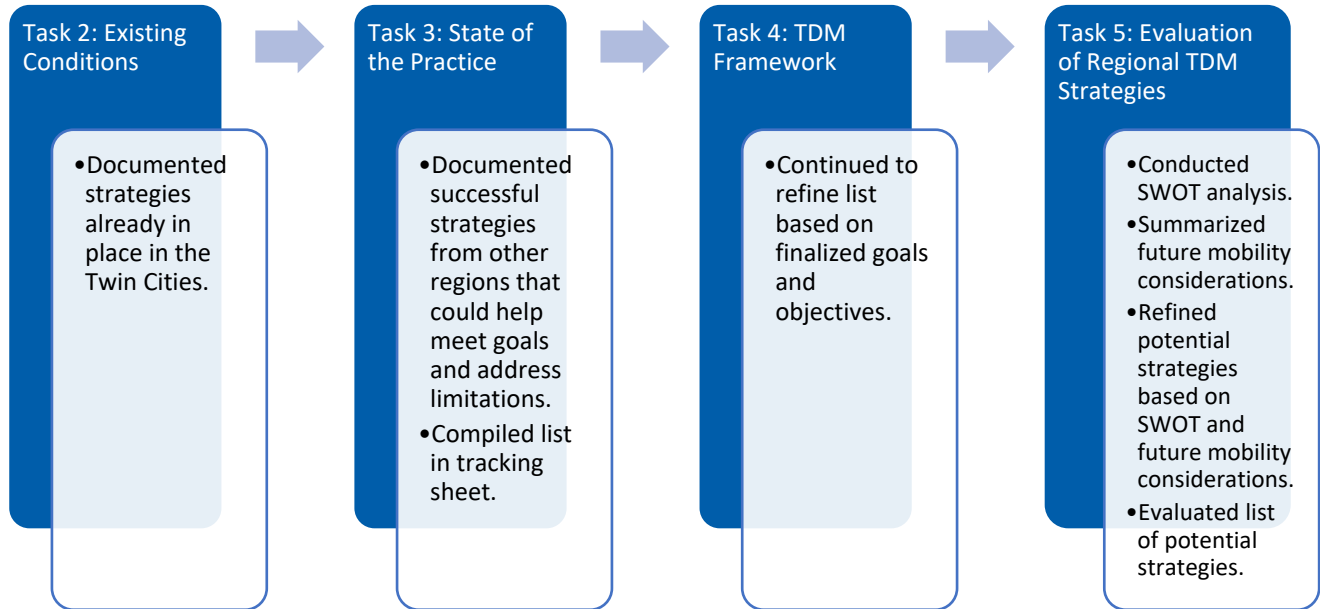 Task 2: Existing
Conditions
•Documented
strategies
already in
place in the
Twin Cities.
Task 3: State of
the Practice
•Documented
successful
strategies
from other
regions that
could help
meet goals
and address
limitations.
•Compiled list
in tracking
sheet.
Task 4: TDM
Framework
•Continued to
refine list
based on
finalized goals
and
objectives.
Task 5: Evaluation
of Regional TDM
Strategies
•Conducted
SWOT analysis.
•Summarized
future mobility
considerations.
•Refined
potential
strategies
based on
SWOT and
future mobility
considerations.
•Evaluated list
of potential
strategies.